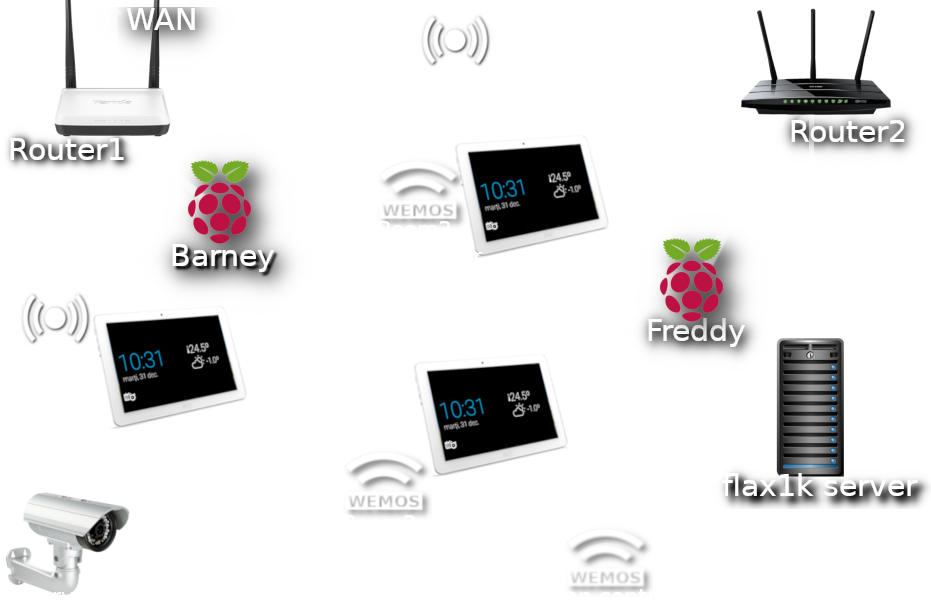 WAN
Router1
Router2
10:31
marți, 31 dec.
24.5°
-1.0°
WEMOS
Barney
Freddy
10:31
marți, 31 dec.
24.5°
-1.0°
10:31
marți, 31 dec.
24.5°
-1.0°
WEMOS
flax1k server
WEMOS